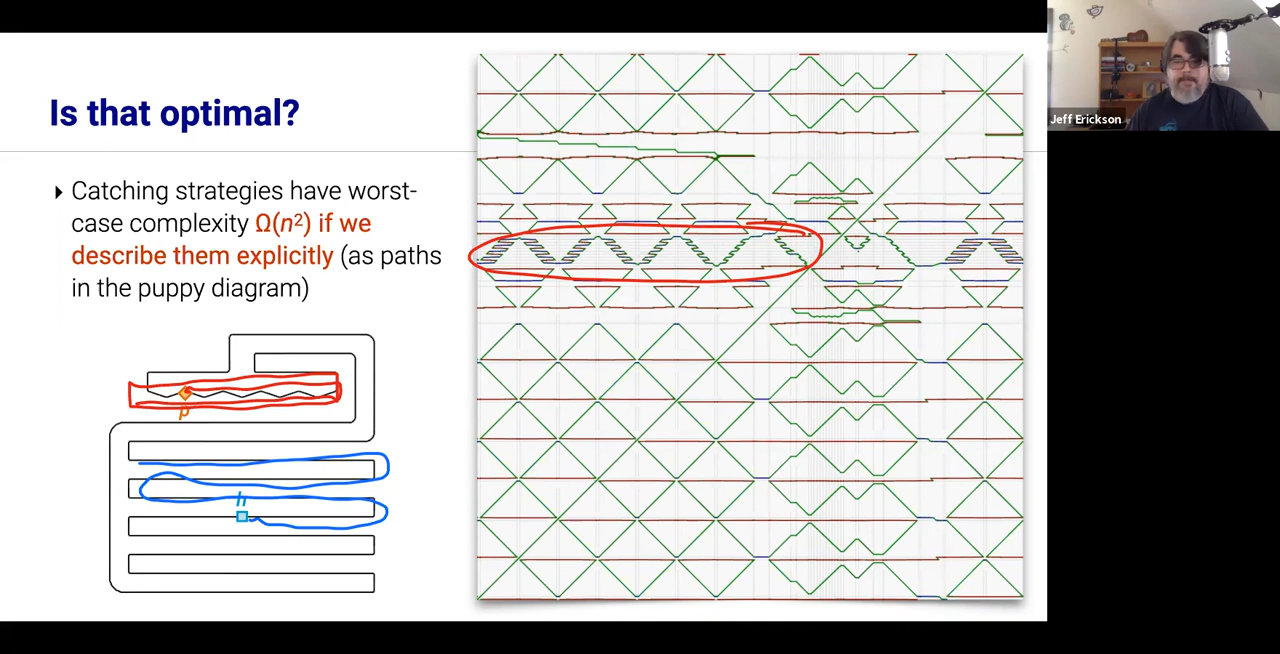 Is that optimal?
Catching strategies have worst-
case complexity Ω(n²) if we
describe them explicitly (as paths
in the puppy diagram)
p
h
Jeff Erickson